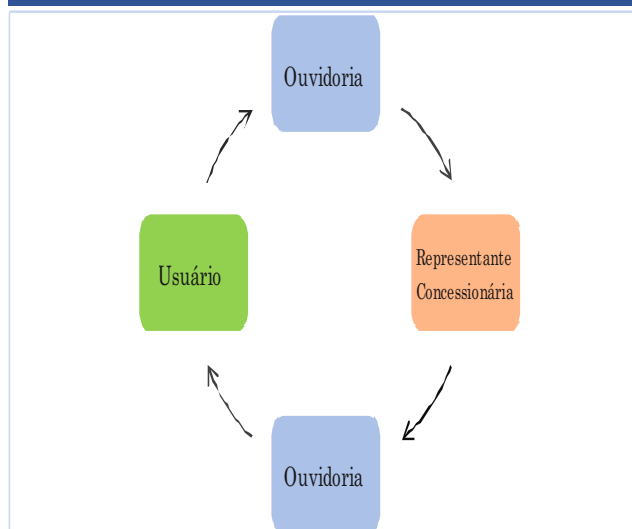 Ouvidoria
Usuário
Representante
Concessionária
Ouvidoria